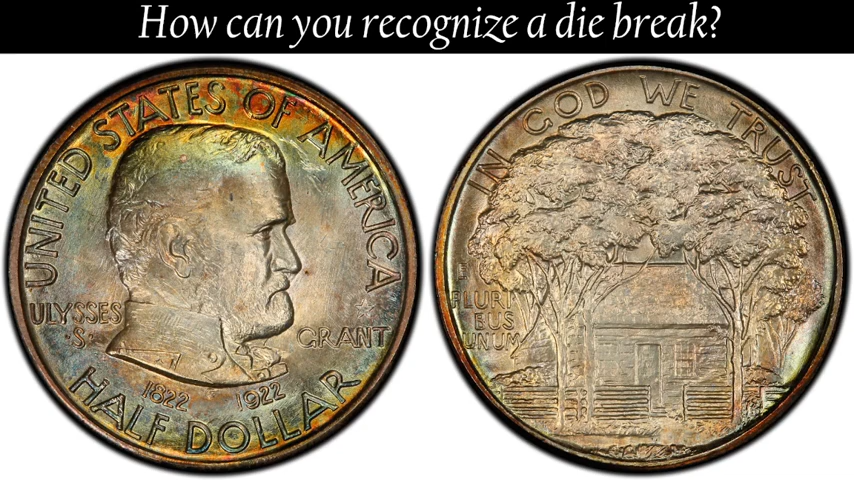 How can you recognize a die break?
UNITED STATES OF AMERICA
ULYSSES
S.
GRANT
1822 1922
HALF DOLLAR
IN GOD WE TRUST
E
PLURI
BUS
UNUM